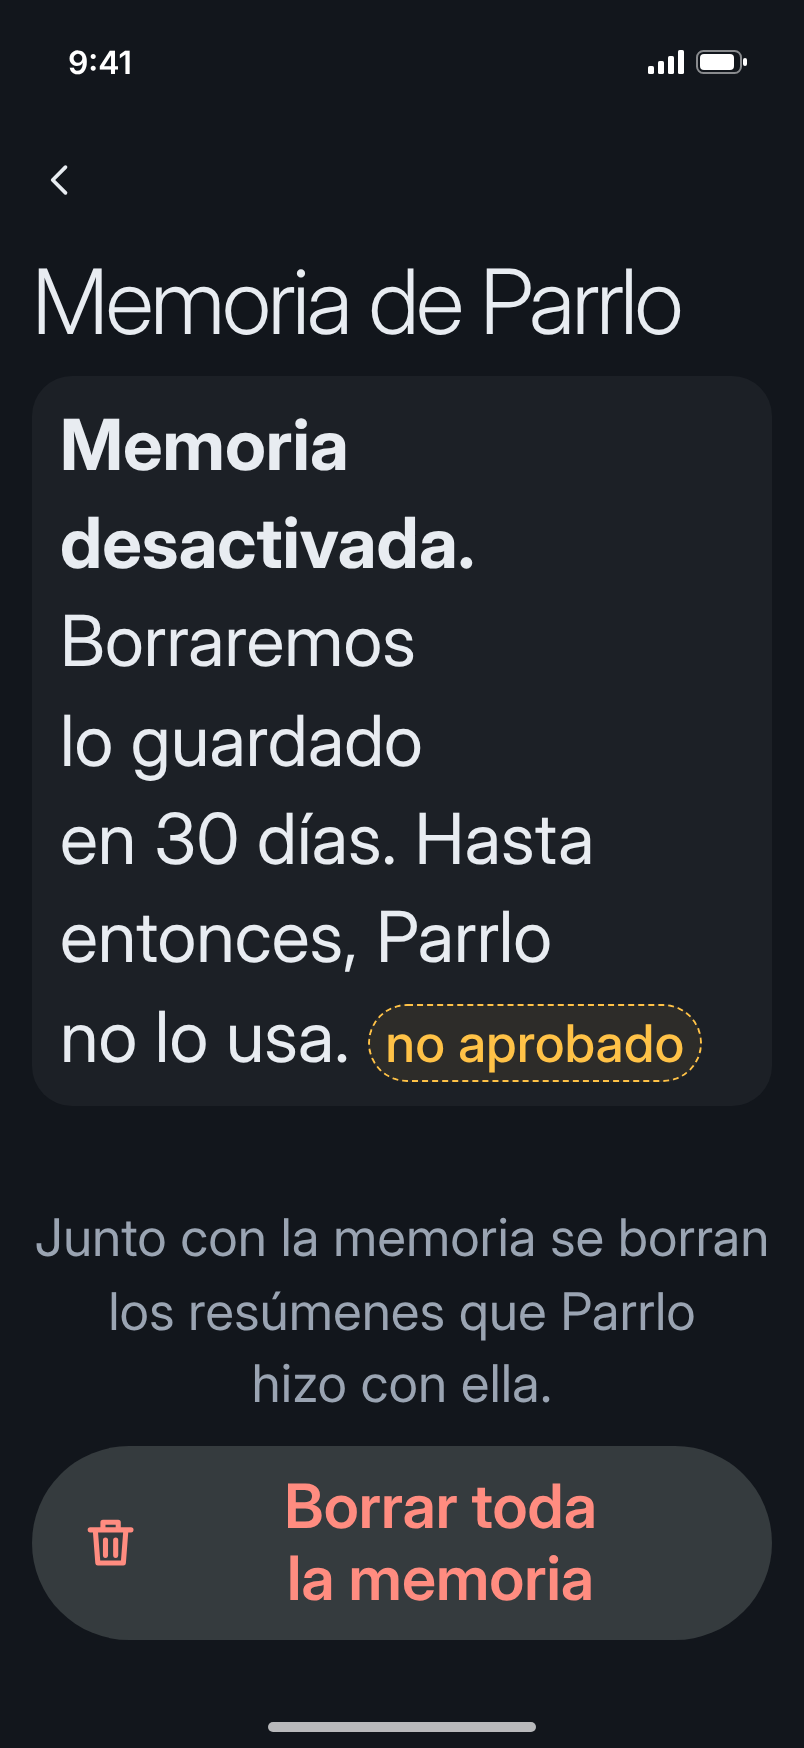 9:41
Memoria de Parrlo
Memoria
desactivada.
Borraremos
lo guardado
en 30 días. Hasta
entonces, Parrlo
no lo usa. no aprobado
Junto con la memoria se borran
los resúmenes que Parrlo
hizo con ella.
Borrar toda
la memoria